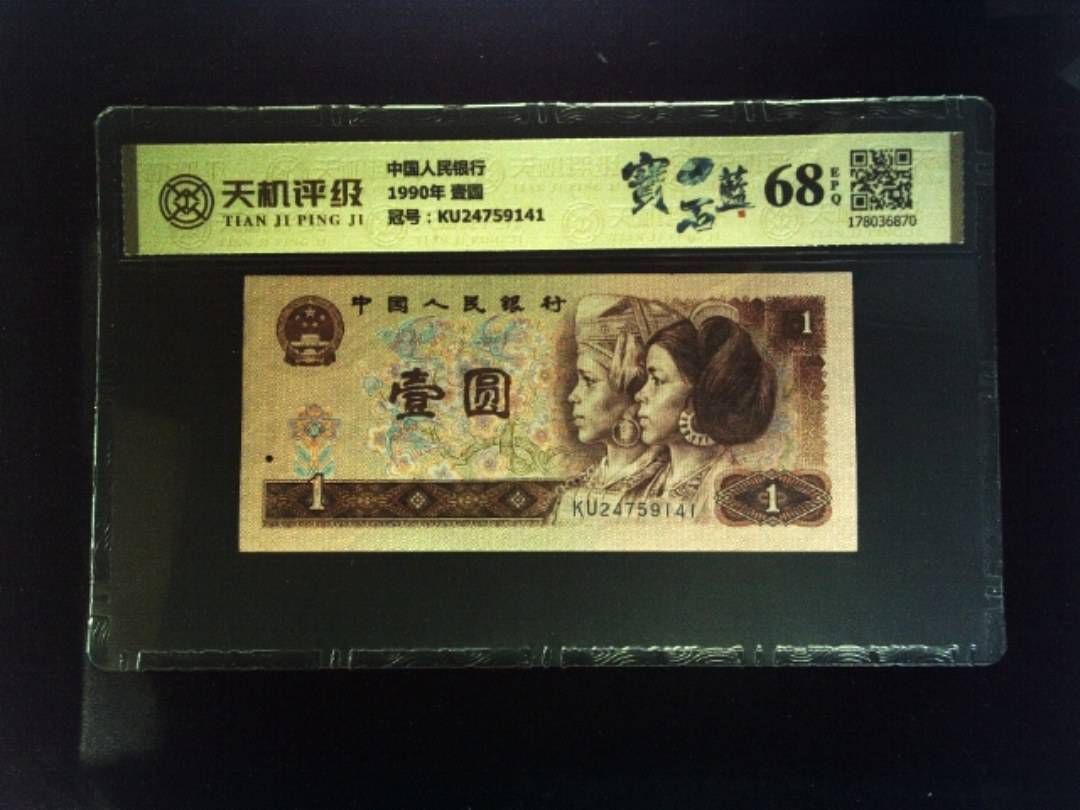 天机评级
TIAN JI PING JI
中国人民银行
1990年 壹圆
冠号：KU24759141
寶石藍
68
EPQ
178036870
中国人民银行
1
壹圆
1
KU24759141
1